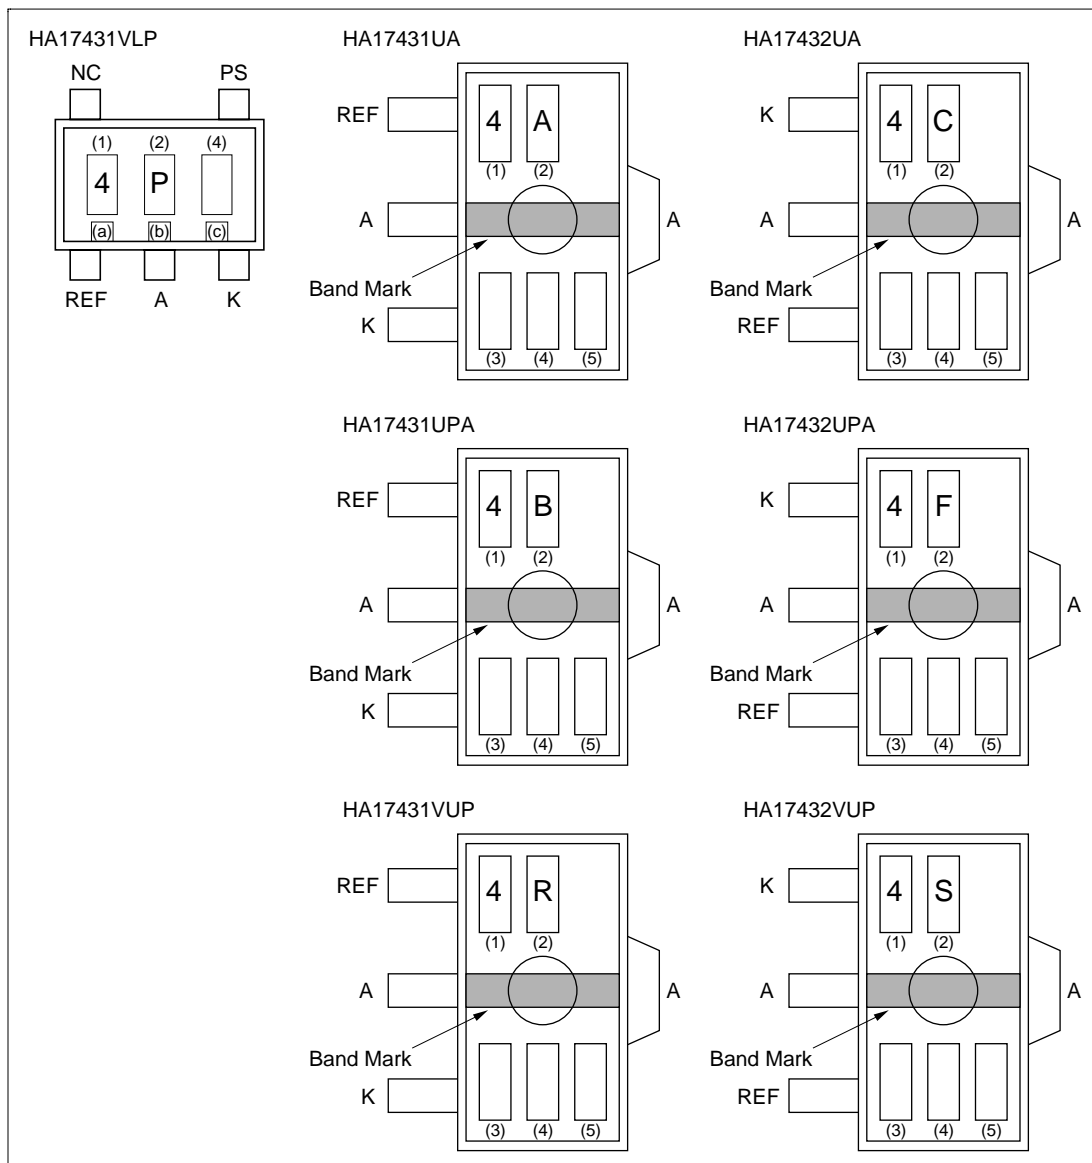 HA17431VLP
NC PS
(1) (2) (4)
4 P
(a) (b) (c)
REF A K
HA17431UA
REF
4 A
(1) (2)
A A
Band Mark
K
(3) (4) (5)
HA17432UA
K
4 C
(1) (2)
A A
Band Mark
REF
(3) (4) (5)
HA17431UPA
REF
4 B
(1) (2)
A A
Band Mark
K
(3) (4) (5)
HA17432UPA
K
4 F
(1) (2)
A A
Band Mark
REF
(3) (4) (5)
HA17431VUP
REF
4 R
(1) (2)
A A
Band Mark
K
(3) (4) (5)
HA17432VUP
K
4 S
(1) (2)
A A
Band Mark
REF
(3) (4) (5)